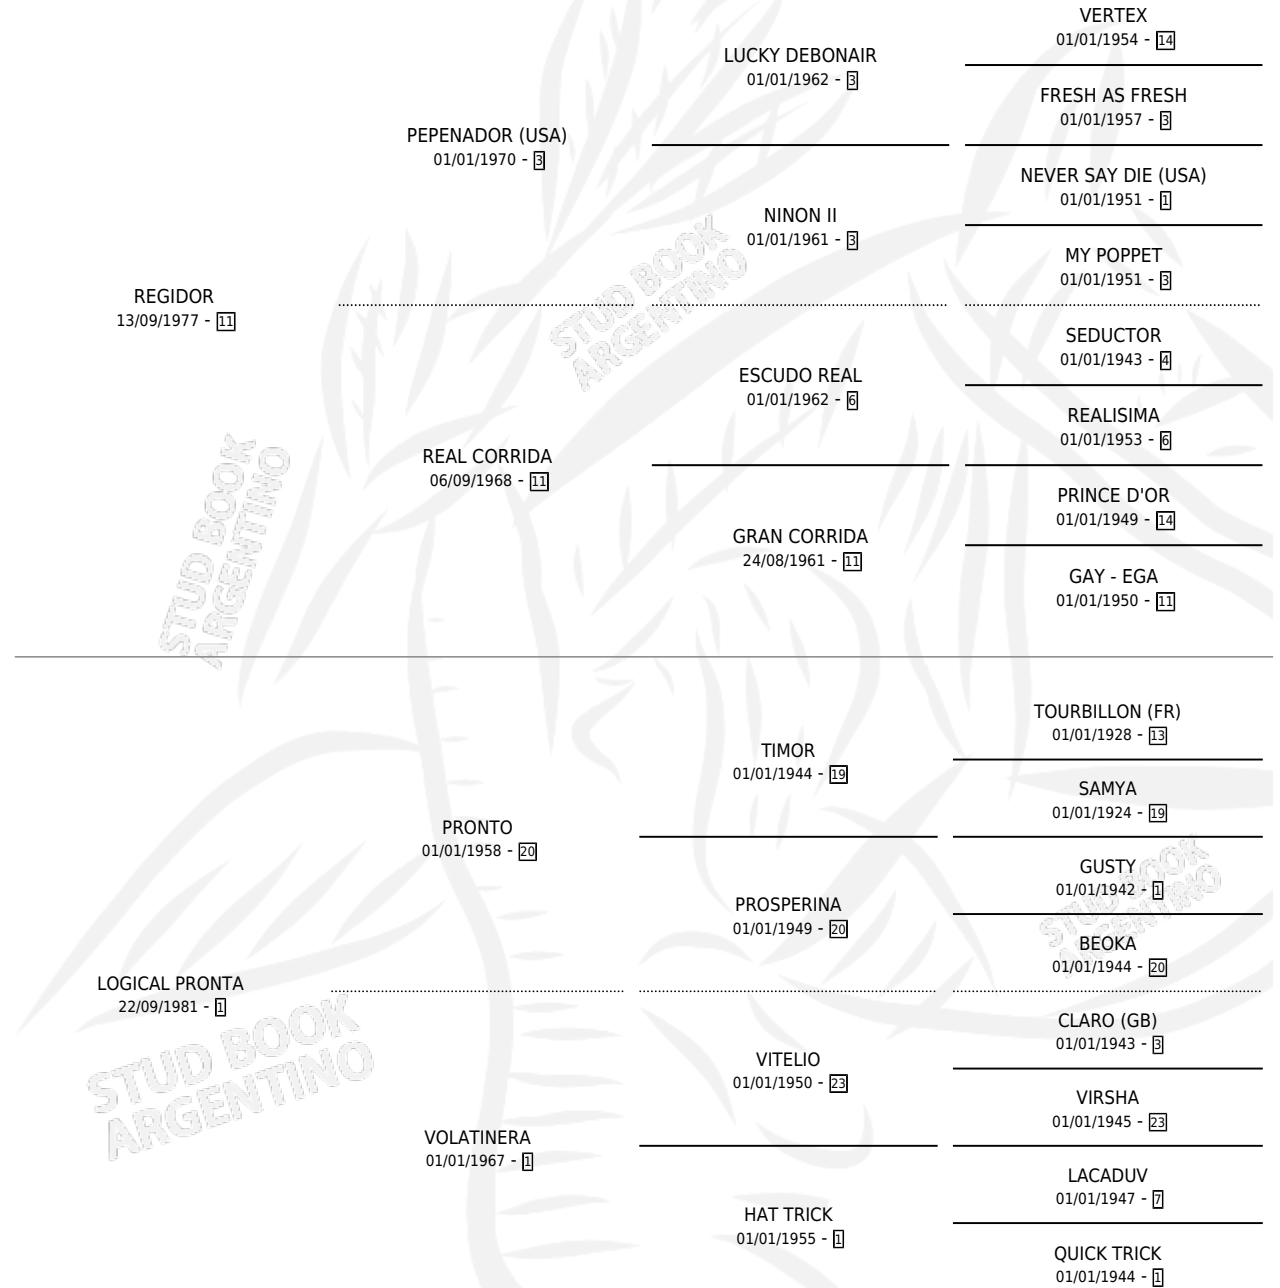 VERTEX
01/01/1954 - 14
LUCKY DEBONAIR
01/01/1962 - 3
FRESH AS FRESH
01/01/1957 - 3
PEPENADOR (USA)
01/01/1970 - 3
NEVER SAY DIE (USA)
01/01/1951 - 1
NINON II
01/01/1961 - 3
MY POPPET
01/01/1951 - 3
REGIDOR
13/09/1977 - 11
SEDUCTOR
01/01/1943 - 4
ESCUDO REAL
01/01/1962 - 6
REALISIMA
01/01/1953 - 6
REAL CORRIDA
06/09/1968 - 11
PRINCE D'OR
01/01/1949 - 14
GRAN CORRIDA
24/08/1961 - 11
GAY - EGA
01/01/1950 - 11
STUD BOOK
ARGENTINO
STUD BOOK
ARGENTINO
TOURBILLON (FR)
01/01/1928 - 13
TIMOR
01/01/1944 - 19
SAMYA
01/01/1924 - 19
PRONTO
01/01/1958 - 20
GUSTY
01/01/1942 - 1
PROSPERINA
01/01/1949 - 20
BEOKA
01/01/1944 - 20
LOGICAL PRONTA
22/09/1981 - 1
CLARO (GB)
01/01/1943 - 3
VITELIO
01/01/1950 - 23
VIRSHA
01/01/1945 - 23
VOLATINERA
01/01/1967 - 1
LACADUV
01/01/1947 - 7
HAT TRICK
01/01/1955 - 1
QUICK TRICK
01/01/1944 - 1
STUD BOOK
ARGENTINO
STUD BOOK
ARGENTINO